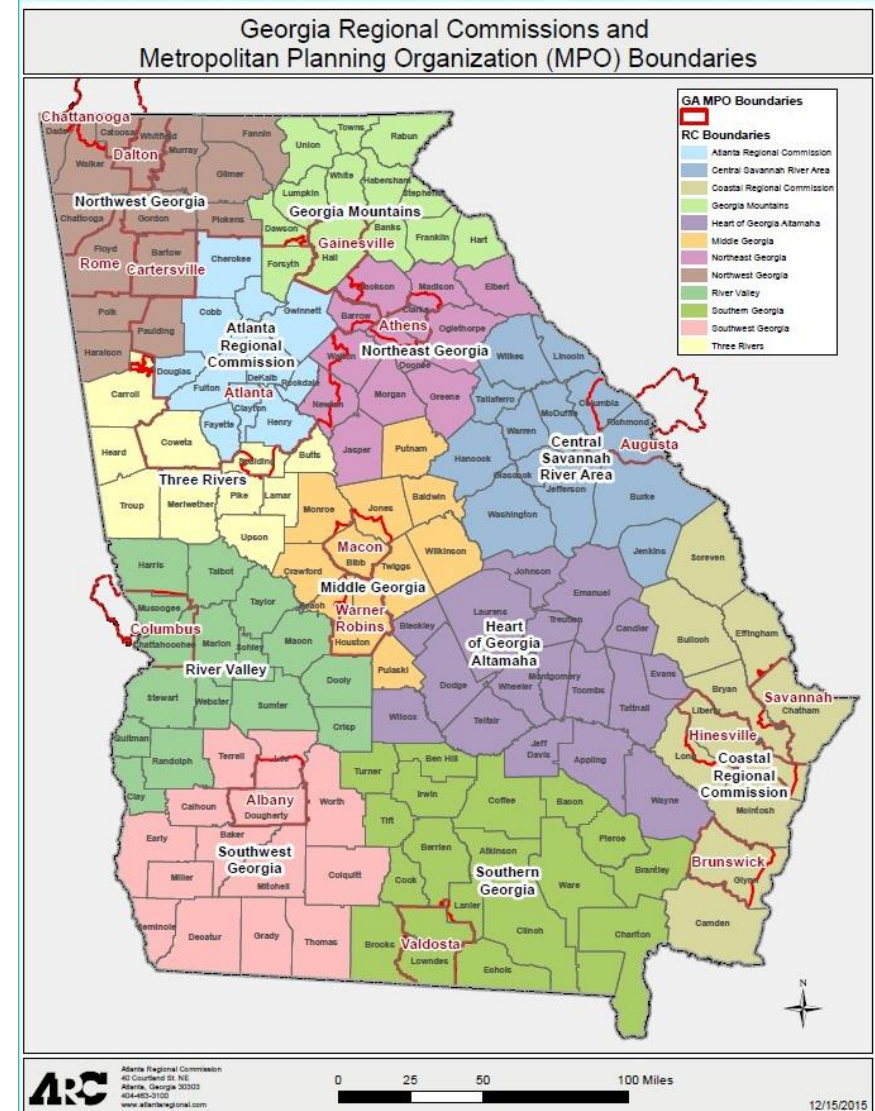 Georgia Regional Commissions and
Metropolitan Planning Organization (MPO) Boundaries
GA MPO Boundaries
RC Boundaries
Atlanta Regional Commission
Central Savannah River Area
Coastal Regional Commission
Georgia Mountains
Heart of Georgia Altamaha
Middle Georgia
Northeast Georgia
Northwest Georgia
River Valley
Southern Georgia
Southwest Georgia
Three Rivers
Chattanooga
Dade Catoosa Whitfield Fannin
Towns Rabun
Union
Dalton Murray
Walker Gilmer
White Habersham
Lumpkin Stephens
Northwest Georgia
Georgia Mountains
Chattooga Gordon Pickens
Dawson Banks Franklin Hart
Gainesville
Floyd Bartow Cherokee Forsyth Hall
Rome Cartersville
Jackson Madison Elbert
Polk Paulding Cobb Gwinnett Barrow Clarke
Athens
Oglethorpe
Atlanta
Regional
Commission
Northeast Georgia
Haralson Douglas Fulton DeKalb Rockdale Walton Oconee Wilkes Lincoln
Atlanta
Carroll Clayton Henry Newton Morgan Greene Taliaferro McDuffie Columbia
Fayette Richmond
Coweta Warren
Augusta
Heard Spalding Butts Jasper Putnam Hancock Glascock Jefferson
Central
Savannah
River Area
Three Rivers
Troup Meriwether Pike Lamar Monroe Jones Baldwin Washington Burke
Upson
Macon
Bibb Wilkinson Jenkins Screven
Harris Talbot Crawford Twiggs Johnson Emanuel
Middle Georgia
Muscogee Taylor Peach Laurens Treutlen Candler Bulloch Effingham
Warner
Robins
Columbus
Chattahoochee Marion Schley Macon Houston Bleckley
Heart
of Georgia
Altamaha
River Valley
Dooly Pulaski Dodge Wheeler Montgomery Toombs Tattnall Evans Bryan
Savannah
Chatham
Stewart Webster Sumter Wilcox Telfair Liberty
Hinesville
Quitman Crisp Long
Randolph Terrell Lee Turner Ben Hill Jeff
Davis Appling Wayne
Coastal
Regional
Commission
Clay Calhoun
Albany
Dougherty Worth Irwin Coffee Bacon McIntosh
Early Baker Tift Berrien Atkinson Pierce
Brunswick
Southwest
Georgia
Southern
Georgia
Miller Mitchell Colquitt Cook Ware Brantley Glynn
Lanier
Seminole Decatur Grady Thomas Brooks
Valdosta
Lowndes Clinch Echols Charlton Camden
N
ARC
Atlanta Regional Commission
40 Courtland St. NE
Atlanta, Georgia 30303
404-463-3100
www.atlantaregional.com
0 25 50 100 Miles
12/15/2015